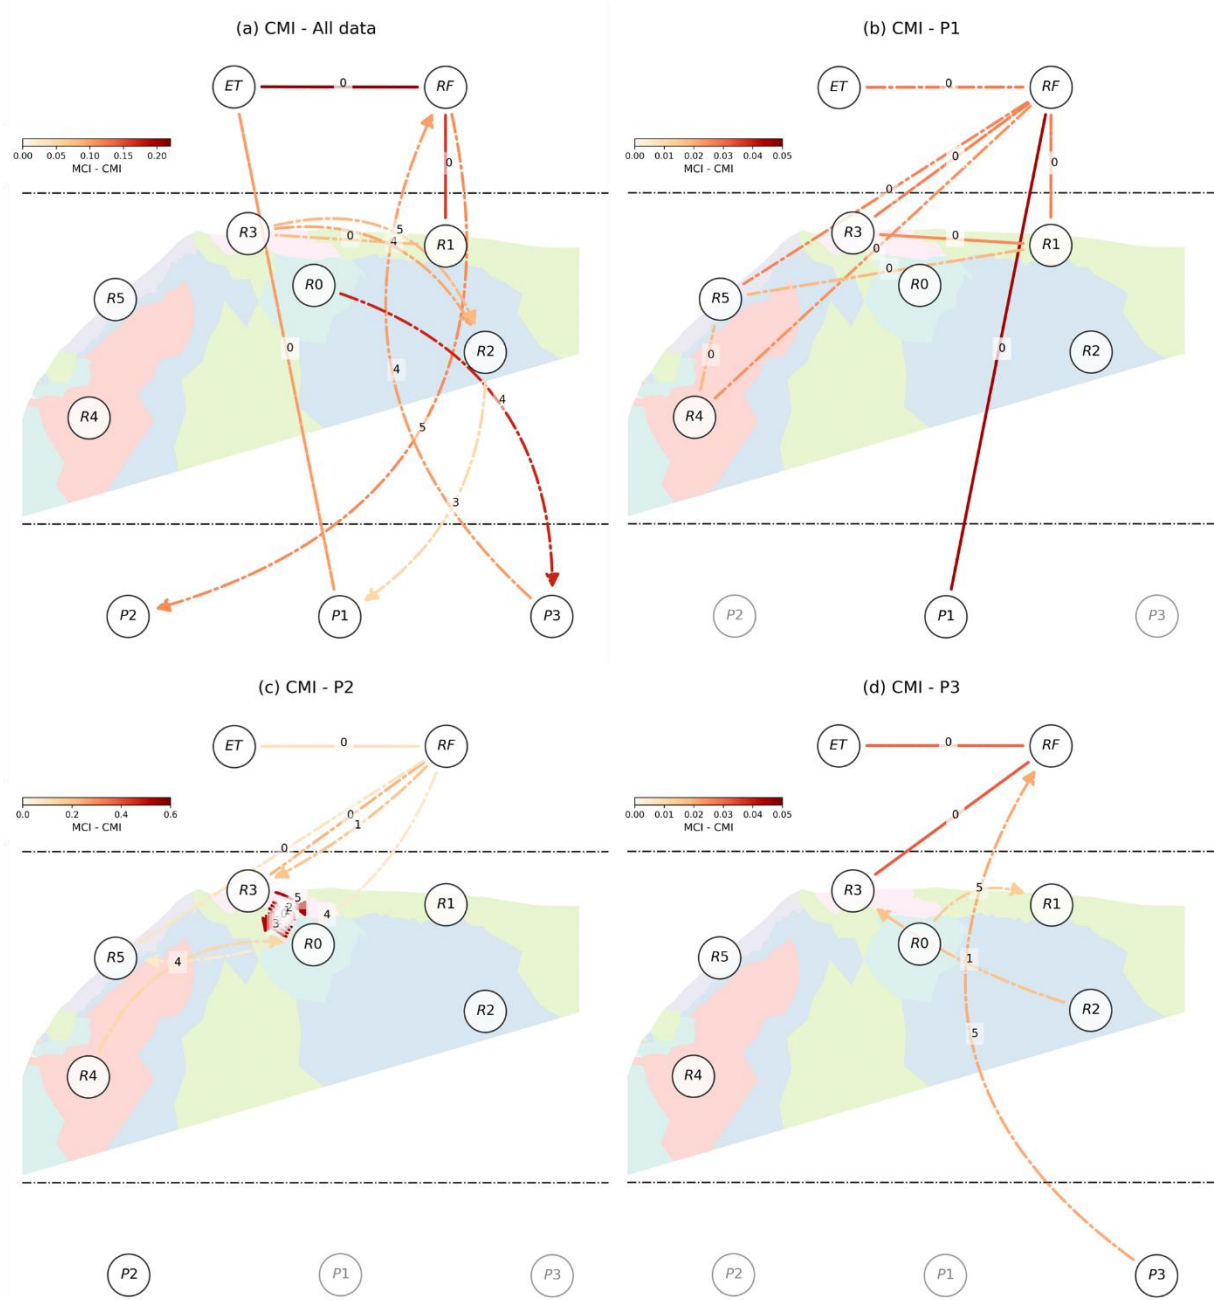 (a) CMI - All data
ET
0
RF
0.00 0.05 0.10 0.15 0.20
MCI - CMI
0
R3
5
0
4
R1
R0
R5
0
R2
4
4
R4
5
3
P2
P1
P3
(b) CMI - P1
ET
0
RF
0.00 0.01 0.02 0.03 0.04 0.05
MCI - CMI
0
0
0
R3
0
R1
0
0
R0
R5
0
0
R2
R4
P2
P1
P3
(c) CMI - P2
ET
0
RF
0.0 0.2 0.4 0.6
MCI - CMI
0
1
0
R3
5
2
4
3
R1
R0
R5
4
R2
R4
P2
P1
P3
(d) CMI - P3
ET
0
RF
0.00 0.01 0.02 0.03 0.04 0.05
MCI - CMI
0
R3
5
R1
R0
R5
1
R2
5
R4
P2
P1
P3